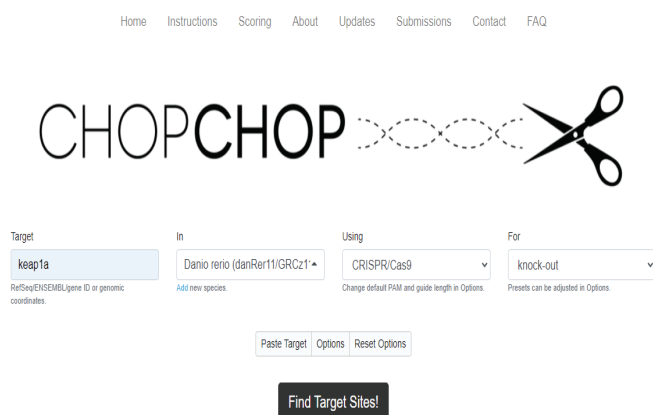 Home Instructions Scoring About Updates Submissions Contact FAQ
CHOPCHOP
Target In Using For
keap1a Danio rerio (danRer11/GRCz1 CRISPR/Cas9 knock-out
RefSeq/ENSEMBL/gene ID or genomic Add new species. Change default PAM and guide length in Options. Presets can be adjusted in Options.
coordinates.
Paste Target Options Reset Options
Find Target Sites!